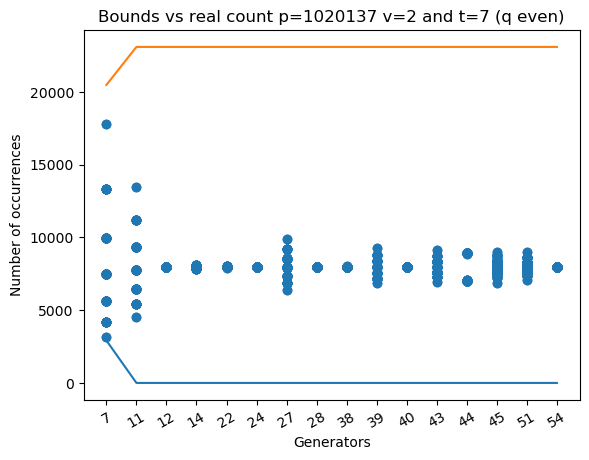 Bounds vs real count p=1020137 v=2 and t=7 (q even)
Number of occurrences
20000
15000
10000
5000
0
7 11 12 14 22 24 27 28 38 39 40 43 44 45 51 54
Generators